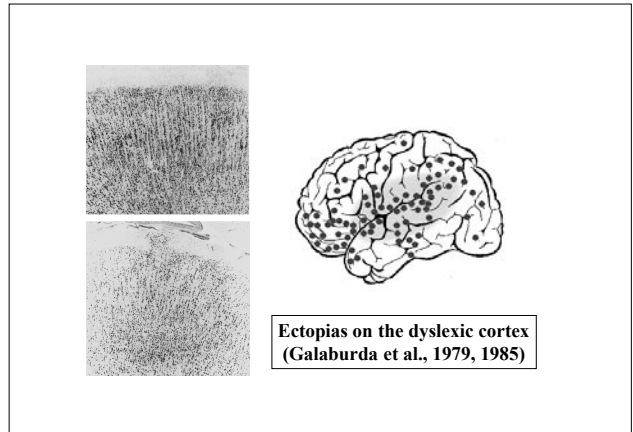 Ectopias on the dyslexic cortex
(Galaburda et al., 1979, 1985)